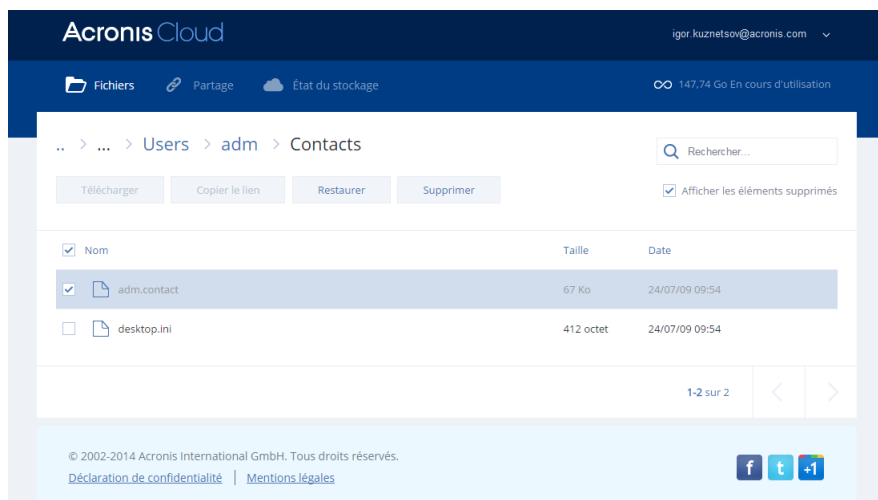 Acronis Cloud
igor.kuznetsov@acronis.com
Fichiers Partage État du stockage 147,74 Go En cours d'utilisation
.. > ... > Users > adm > Contacts
Rechercher...
Télécharger Copier le lien Restaurer Supprimer
Afficher les éléments supprimés
Nom Taille Date
adm.contact 67 Ko 24/07/09 09:54
desktop.ini 412 octet 24/07/09 09:54
1-2 sur 2
© 2002-2014 Acronis International GmbH. Tous droits réservés.
Déclaration de confidentialité | Mentions légales
f t +1